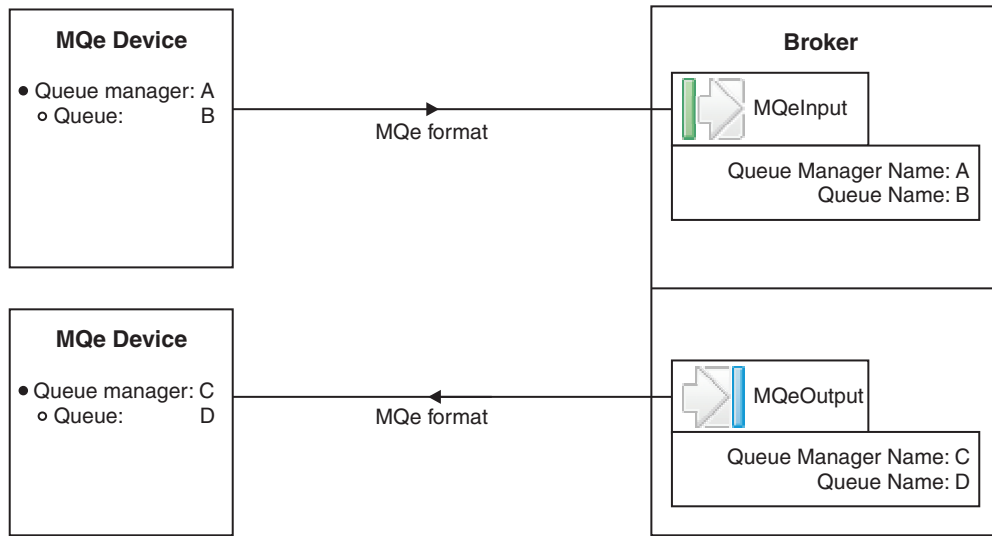 MQe Device
● Queue manager: A
o Queue: B
MQe format
Broker
MQeInput
Queue Manager Name: A
Queue Name: B
MQe Device
● Queue manager: C
o Queue: D
MQe format
MQeOutput
Queue Manager Name: C
Queue Name: D